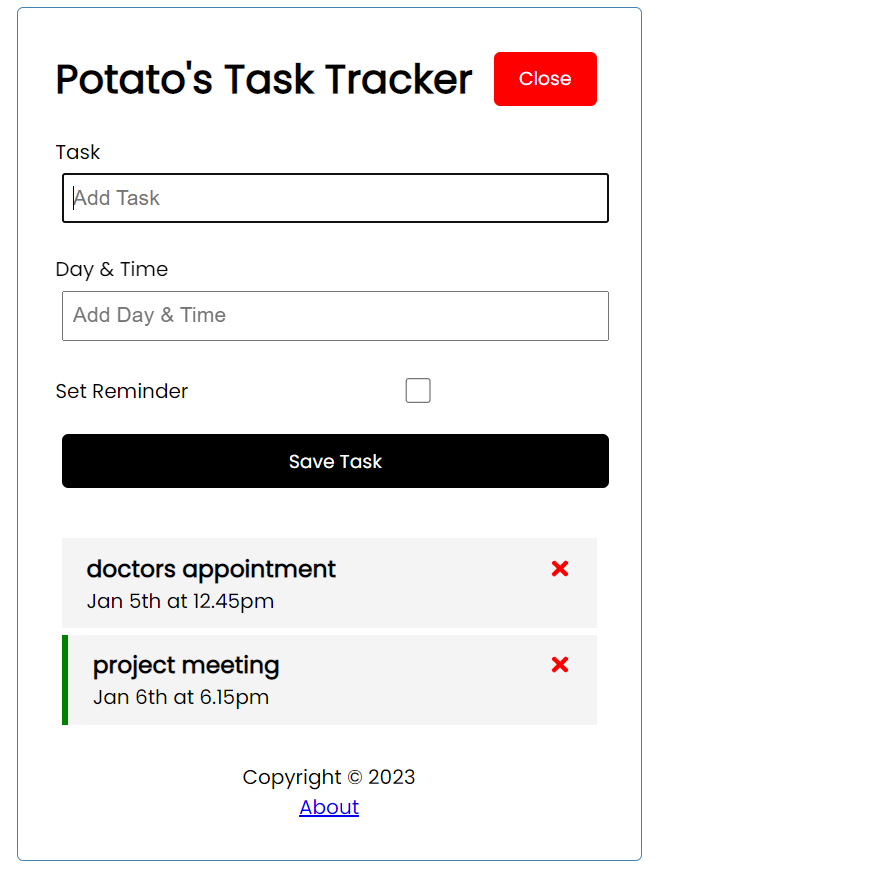 Potato's Task Tracker
Close
Task
Add Task
Day & Time
Add Day & Time
Set Reminder
Save Task
doctors appointment
Jan 5th at 12.45pm
project meeting
Jan 6th at 6.15pm
Copyright © 2023
About